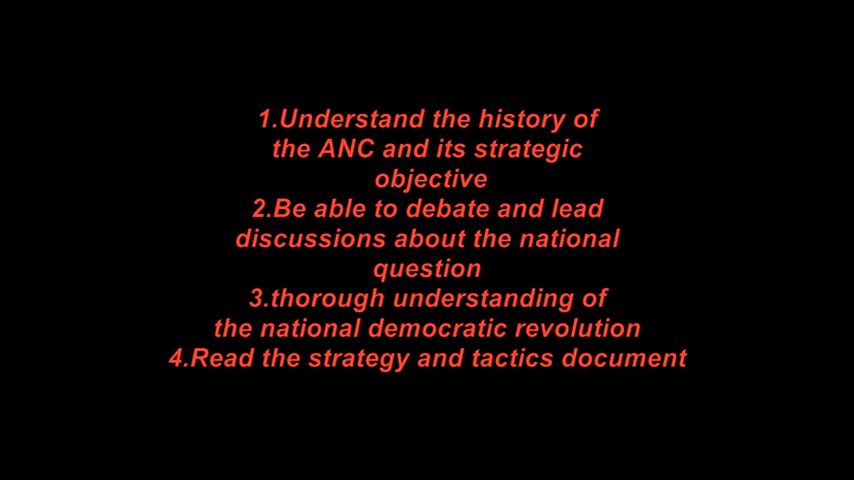 1.Understand the history of
the ANC and its strategic
objective
2.Be able to debate and lead
discussions about the national
question
3.thorough understanding of
the national democratic revolution
4.Read the strategy and tactics document